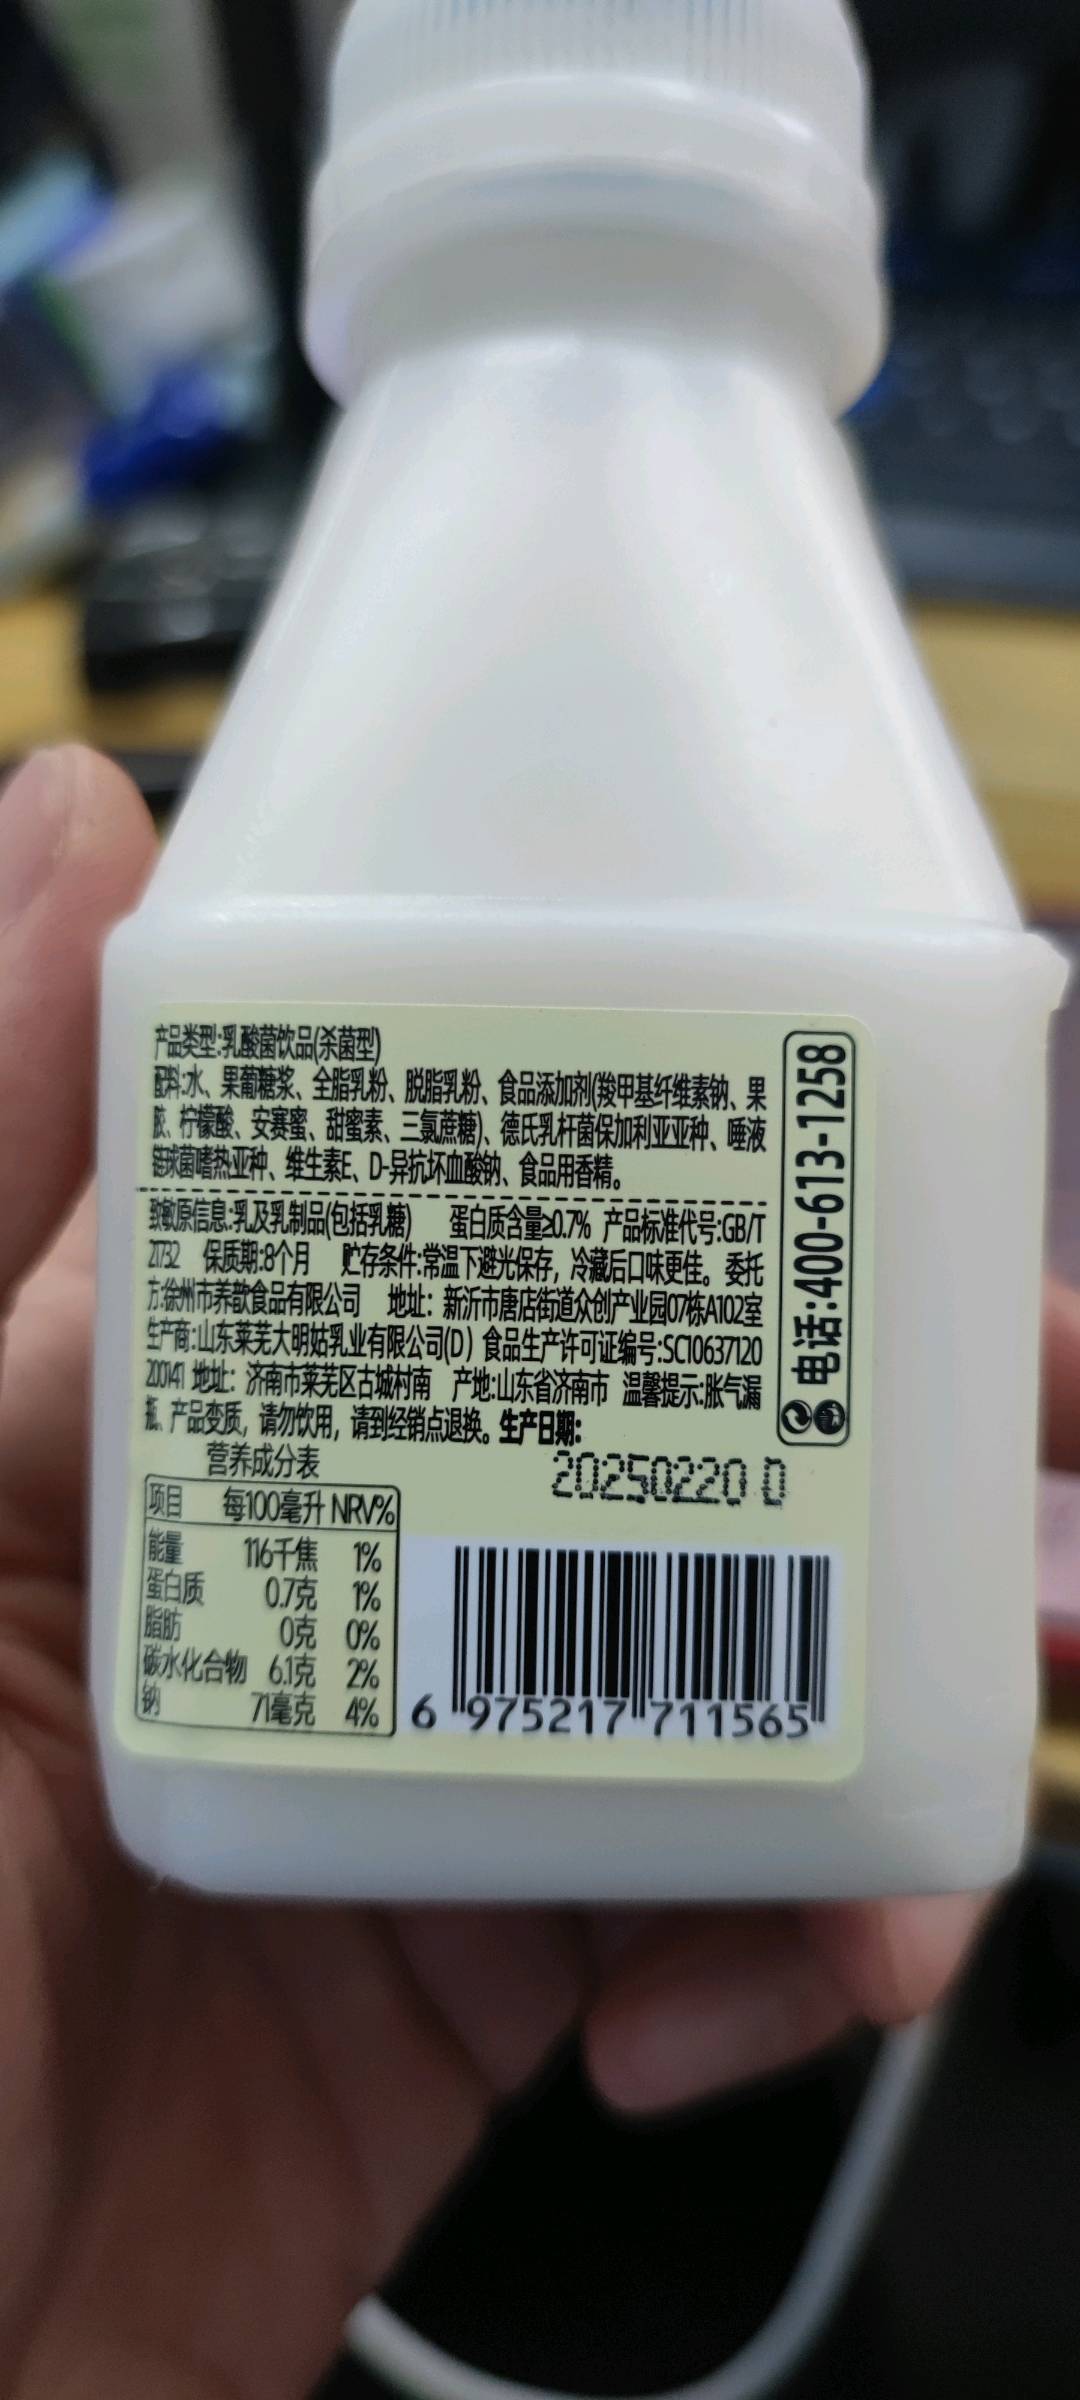 产品类型:乳酸菌饮品(杀菌型)
配料:水、果葡糖浆、全脂乳粉、脱脂乳粉、食品添加剂(羧甲基纤维素钠、果
胶、柠檬酸、安赛蜜、甜蜜素、三氯蔗糖)、德氏乳杆菌保加利亚亚种、唾液
链球菌嗜热亚种、维生素E、D-异抗坏血酸钠、食品用香精。
致敏原信息:乳及乳制品(包括乳糖) 蛋白质含量≥0.7% 产品标准代号:GB/T
21732 保质期:8个月 贮存条件:常温下避光保存，冷藏后口味更佳。委托
方:徐州市养歆食品有限公司 地址：新沂市唐店街道众创产业园07栋A102室
生产商:山东莱芜大明姑乳业有限公司(D) 食品生产许可证编号:SC10637120
200141 地址：济南市莱芜区古城村南 产地:山东省济南市 温馨提示:胀气漏
瓶、产品变质，请勿饮用，请到经销点退换。生产日期:
20250220 D
电话:400-613-1258
营养成分表
项目 每100毫升 NRV%
能量 116千焦 1%
蛋白质 0.7克 1%
脂肪 0克 0%
碳水化合物 6.1克 2%
钠 71毫克 4%
6 975217 711565